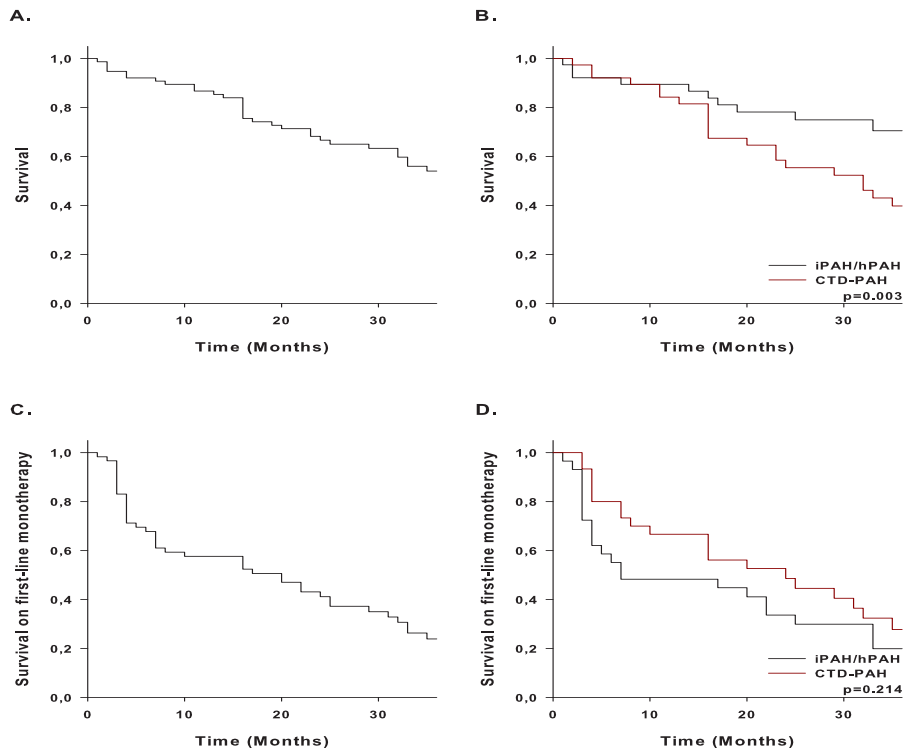 A.
Survival
1,0
0,8
0,6
0,4
0,2
0,0
0 10 20 30
Time (Months)
B.
Survival
1,0
0,8
0,6
0,4
0,2
0,0
iPAH/hPAH
CTD-PAH
p=0.003
0 10 20 30
Time (Months)
C.
Survival on first-line monotherapy
1,0
0,8
0,6
0,4
0,2
0,0
0 10 20 30
Time (Months)
D.
Survival on first-line monotherapy
1,0
0,8
0,6
0,4
0,2
0,0
iPAH/hPAH
CTD-PAH
p=0.214
0 10 20 30
Time (Months)